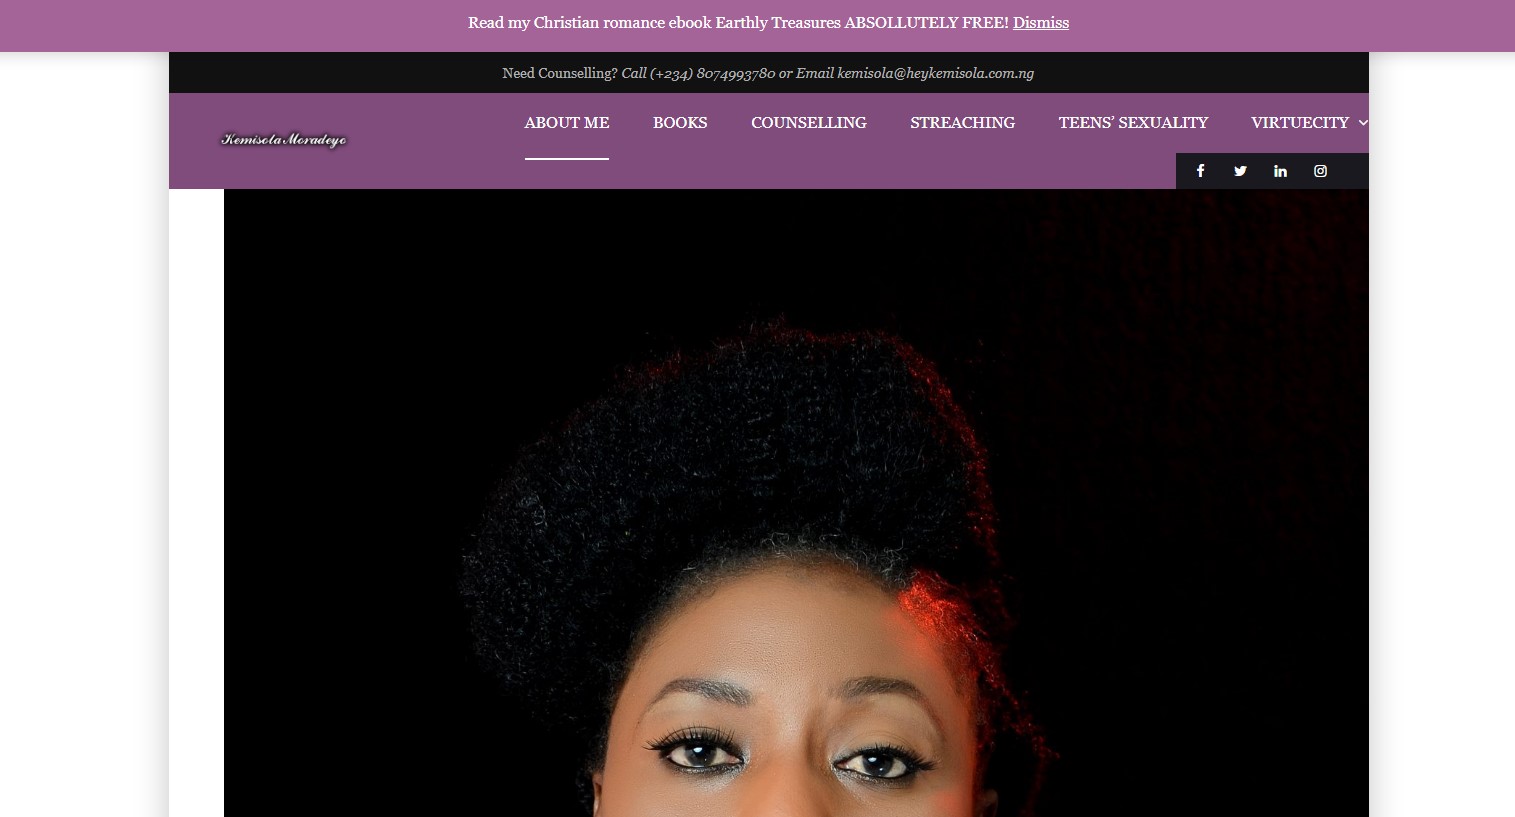 Read my Christian romance ebook Earthly Treasures ABSOLLUTELY FREE! Dismiss
Need Counselling? Call (+234) 8074993780 or Email kemisola@heykemisola.com.ng
Kemisola Moradeyo
ABOUT ME BOOKS COUNSELLING STREACHING TEENS’ SEXUALITY VIRTUECITY